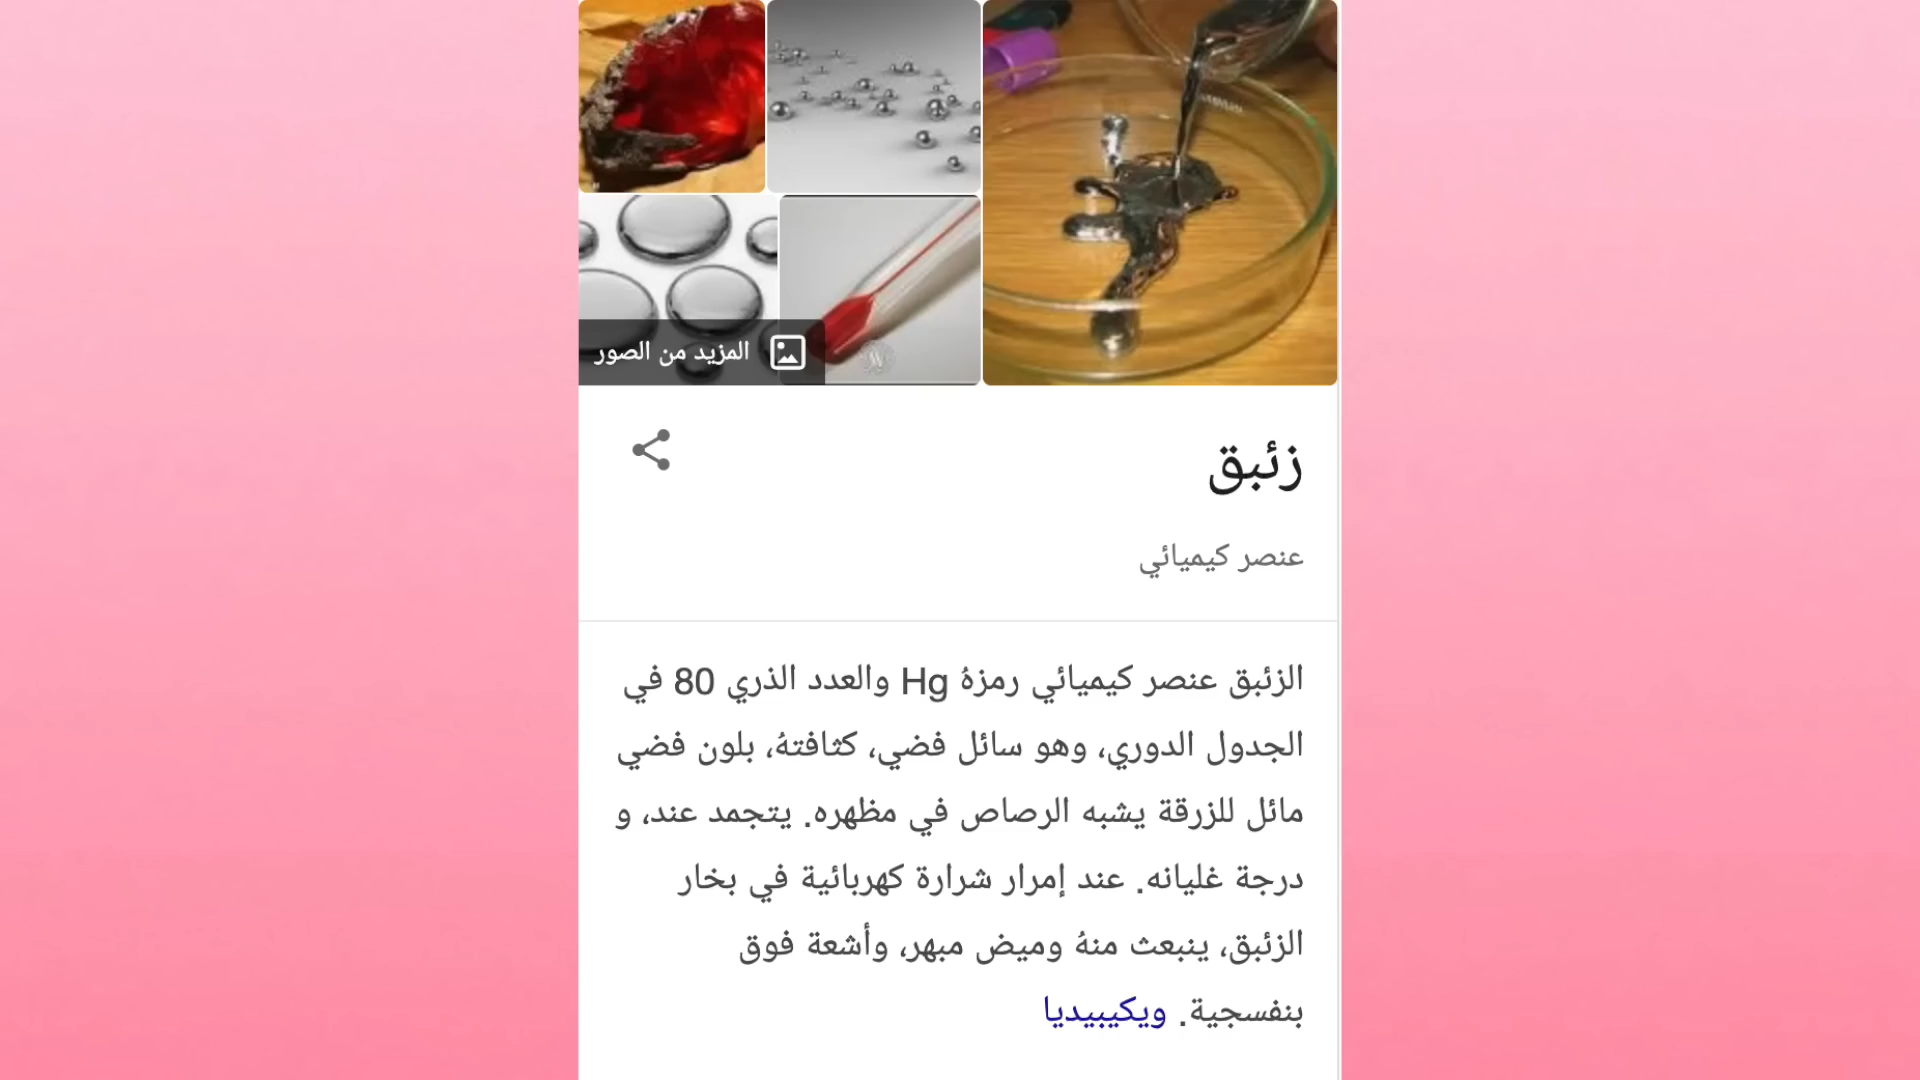 المزيد من الصور
زئبق
عنصر كيميائي
الزئبق عنصر كيميائي رمزهُ Hg والعدد الذري 80 في
الجدول الدوري، وهو سائل فضي، كثافتهُ، بلون فضي
مائل للزرقة يشبه الرصاص في مظهره. يتجمد عند، و
درجة غليانه. عند إمرار شرارة كهربائية في بخار
الزئبق، ينبعث منهُ وميض مبهر، وأشعة فوق
بنفسجية. ويكيبيديا